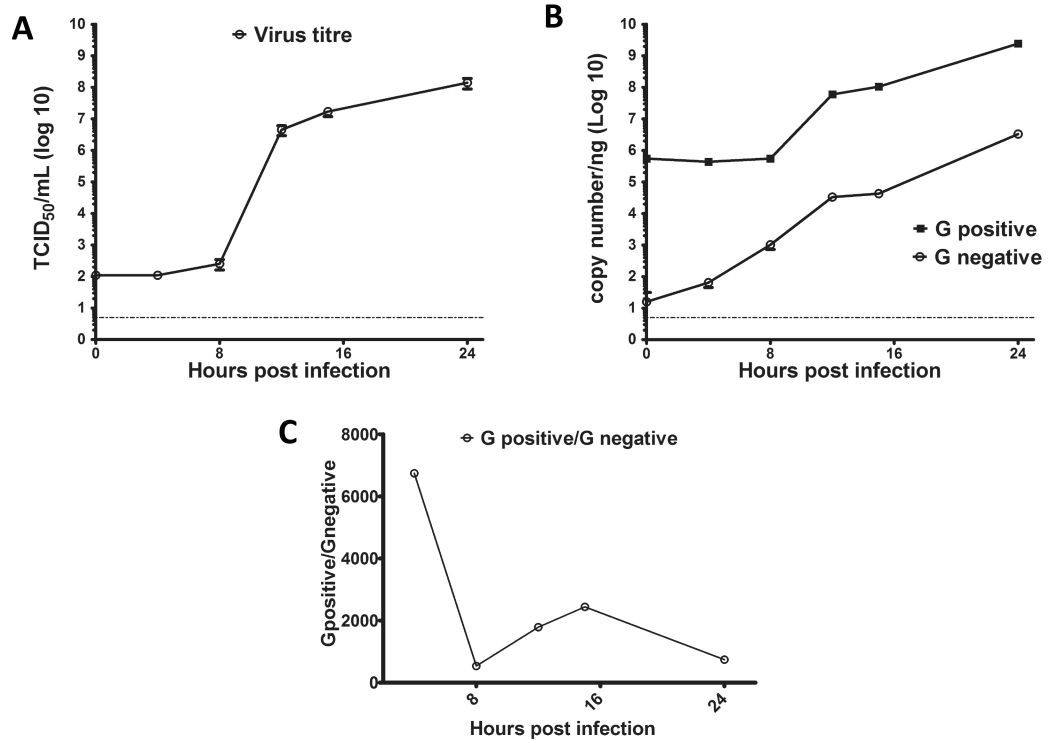 A
Virus titre
TCID50/mL (log 10)
10
9
8
7
6
5
4
3
2
1
0
0 8 16 24
Hours post infection
B
copy number/ng (Log 10)
10
9
8
7
6
5
4
3
2
1
0
G positive
G negative
0 8 16 24
Hours post infection
C
G positive/G negative
Gpositive/Gnegative
8000
6000
4000
2000
0
8 16 24
Hours post infection